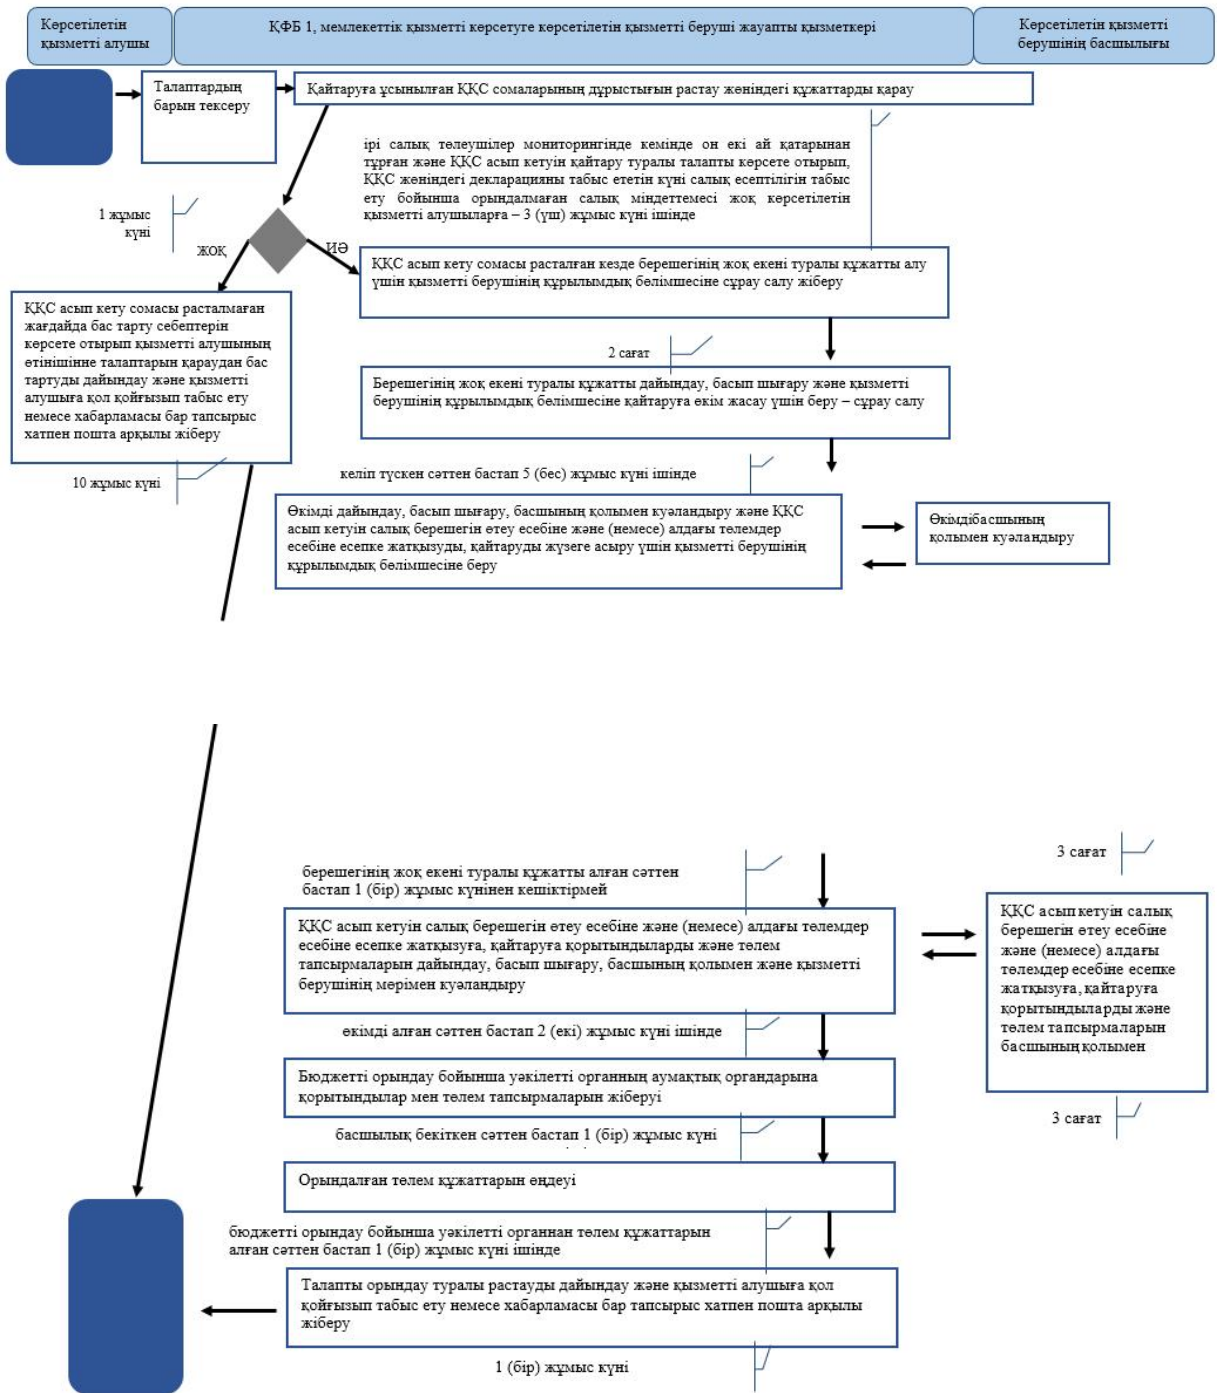 Көрсетілетін
қызметті алушы
ҚФБ 1, мемлекеттік қызметті көрсетуге көрсетілетін қызметті беруші жауапты қызметкері
Көрсетілетін қызметті
берушінің басшылығы
Талаптардың
барын тексеру
Қайтаруға ұсынылған ҚҚС сомаларының дұрыстығын растау жөніндегі құжаттарды қарау
ірі салық төлеушілер мониторингінде кемінде он екі ай қатарынан
тұрған және ҚҚС асып кетуін қайтару туралы талапты көрсете отырып,
ҚҚС жөніндегі декларацияны табыс ететін күні салық есептілігін табыс
ету бойынша орындалмаған салық міндеттемесі жоқ көрсетілетін
қызметті алушыларға – 3 (үш) жұмыс күні ішінде
1 жұмыс
күні
ЖОҚ
ИӘ
ҚҚС асып кету сомасы расталған кезде берешегінің жоқ екені туралы құжатты алу
үшін қызметті берушінің құрылымдық бөлімшесіне сұрау салу жіберу
ҚҚС асып кету сомасы расталмаған
жағдайда бас тарту себептерін
көрсете отырып қызметті алушының
өтінішінне талаптарын қараудан бас
тартуды дайындау және қызметті
алушыға қол қойғызып табыс ету
немесе хабарламасы бар тапсырыс
хатпен пошта арқылы жіберу
2 сағат
Берешегінің жоқ екені туралы құжатты дайындау, басып шығару және қызметті
берушінің құрылымдық бөлімшесіне қайтаруға өкім жасау үшін беру – сұрау салу
10 жұмыс күні
келіп түскен сәттен бастап 5 (бес) жұмыс күні ішінде
Өкімді дайындау, басып шығару, басшының қолымен куәландыру және ҚҚС
асып кетуін салық берешегін өтеу есебіне және (немесе) алдағы төлемдер
есебіне есепке жатқызуды, қайтаруды жүзеге асыру үшін қызметті берушінің
құрылымдық бөлімшесіне беру
Өкімдібасшының
қолымен куәландыру
3 сағат
берешегінің жоқ екені туралы құжатты алған сәттен
бастап 1 (бір) жұмыс күнінен кешіктірмей
ҚҚС асып кетуін салық берешегін өтеу есебіне және (немесе) алдағы төлемдер
есебіне есепке жатқызуға, қайтаруға қорытындыларды және төлем
тапсырмаларын дайындау, басып шығару, басшының қолымен және қызметті
берушінің мөрімен куәландыру
ҚҚС асып кетуін салық
берешегін өтеу есебіне
және (немесе) алдағы
төлемдер есебіне есепке
жатқызуға, қайтаруға
қорытындыларды және
төлем тапсырмаларын
басшының қолымен
өкімді алған сәттен бастап 2 (екі) жұмыс күні ішінде
Бюджетті орындау бойынша уәкілетті органның аумақтық органдарына
қорытындылар мен төлем тапсырмаларын жіберуі
3 сағат
басшылық бекіткен сәттен бастап 1 (бір) жұмыс күні
Орындалған төлем құжаттарын өңдеуі
бюджетті орындау бойынша уәкілетті органнан төлем құжаттарын
алған сәттен бастап 1 (бір) жұмыс күні ішінде
Талапты орындау туралы растауды дайындау және қызметті алушыға қол
қойғызып табыс ету немесе хабарламасы бар тапсырыс хатпен пошта арқылы
жіберу
1 (бір) жұмыс күні